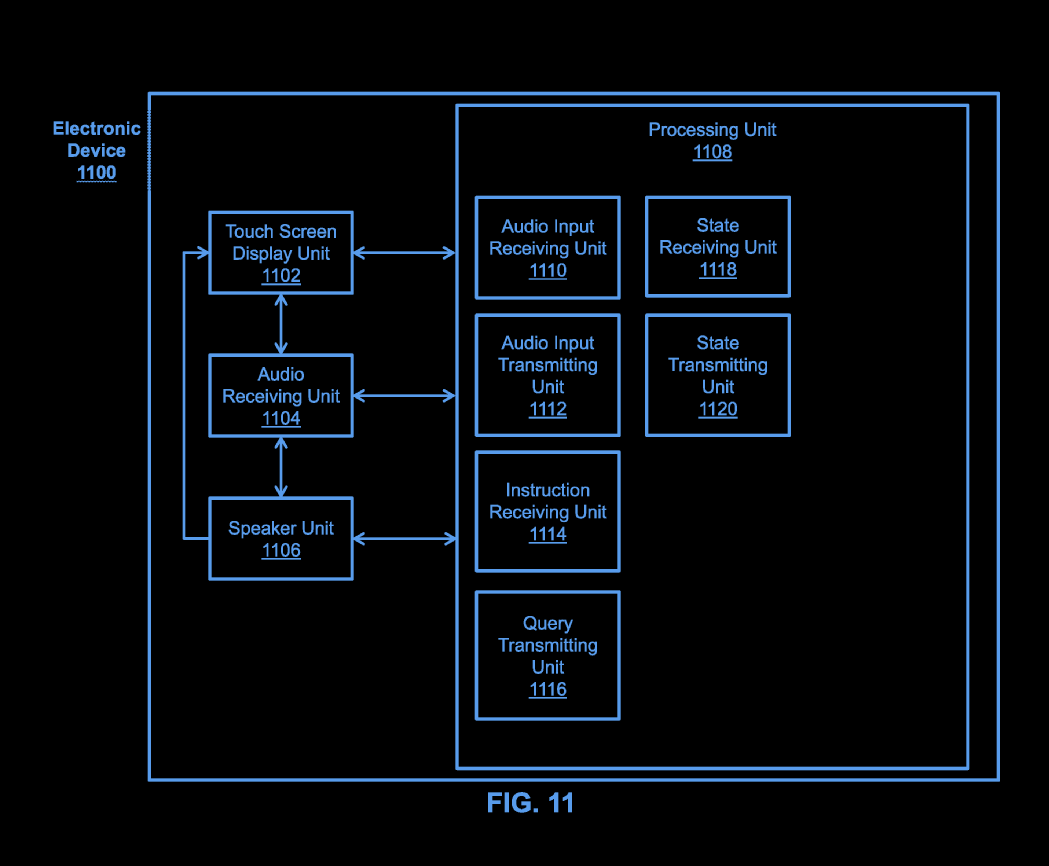 Electronic
Device
1100
Processing Unit
1108
Touch Screen
Display Unit
1102
Audio
Receiving Unit
1104
Speaker Unit
1106
Audio Input
Receiving Unit
1110
State
Receiving Unit
1118
Audio Input
Transmitting
Unit
1112
State
Transmitting
Unit
1120
Instruction
Receiving Unit
1114
Query
Transmitting
Unit
1116
FIG. 11